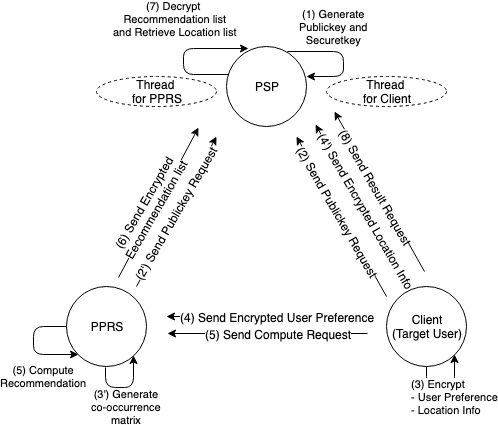 (7) Decrypt
Recommendation list
and Retrieve Location list
(1) Generate
Publickey and
Securetkey
Thread
for PPRS
PSP
Thread
for Client
(6) Send Encrypted
Eecommendation list
(2') Send Publickey Request
(2) Send Publickey Request
(4') Send Encrypted Location Info
(8) Send Result Request
PPRS
(4) Send Encrypted User Preference
(5) Send Compute Request
Client
(Target User)
(5) Compute
Recommendation
(3') Generate
co-occurrence
matrix
(3) Encrypt
- User Preference
- Location Info